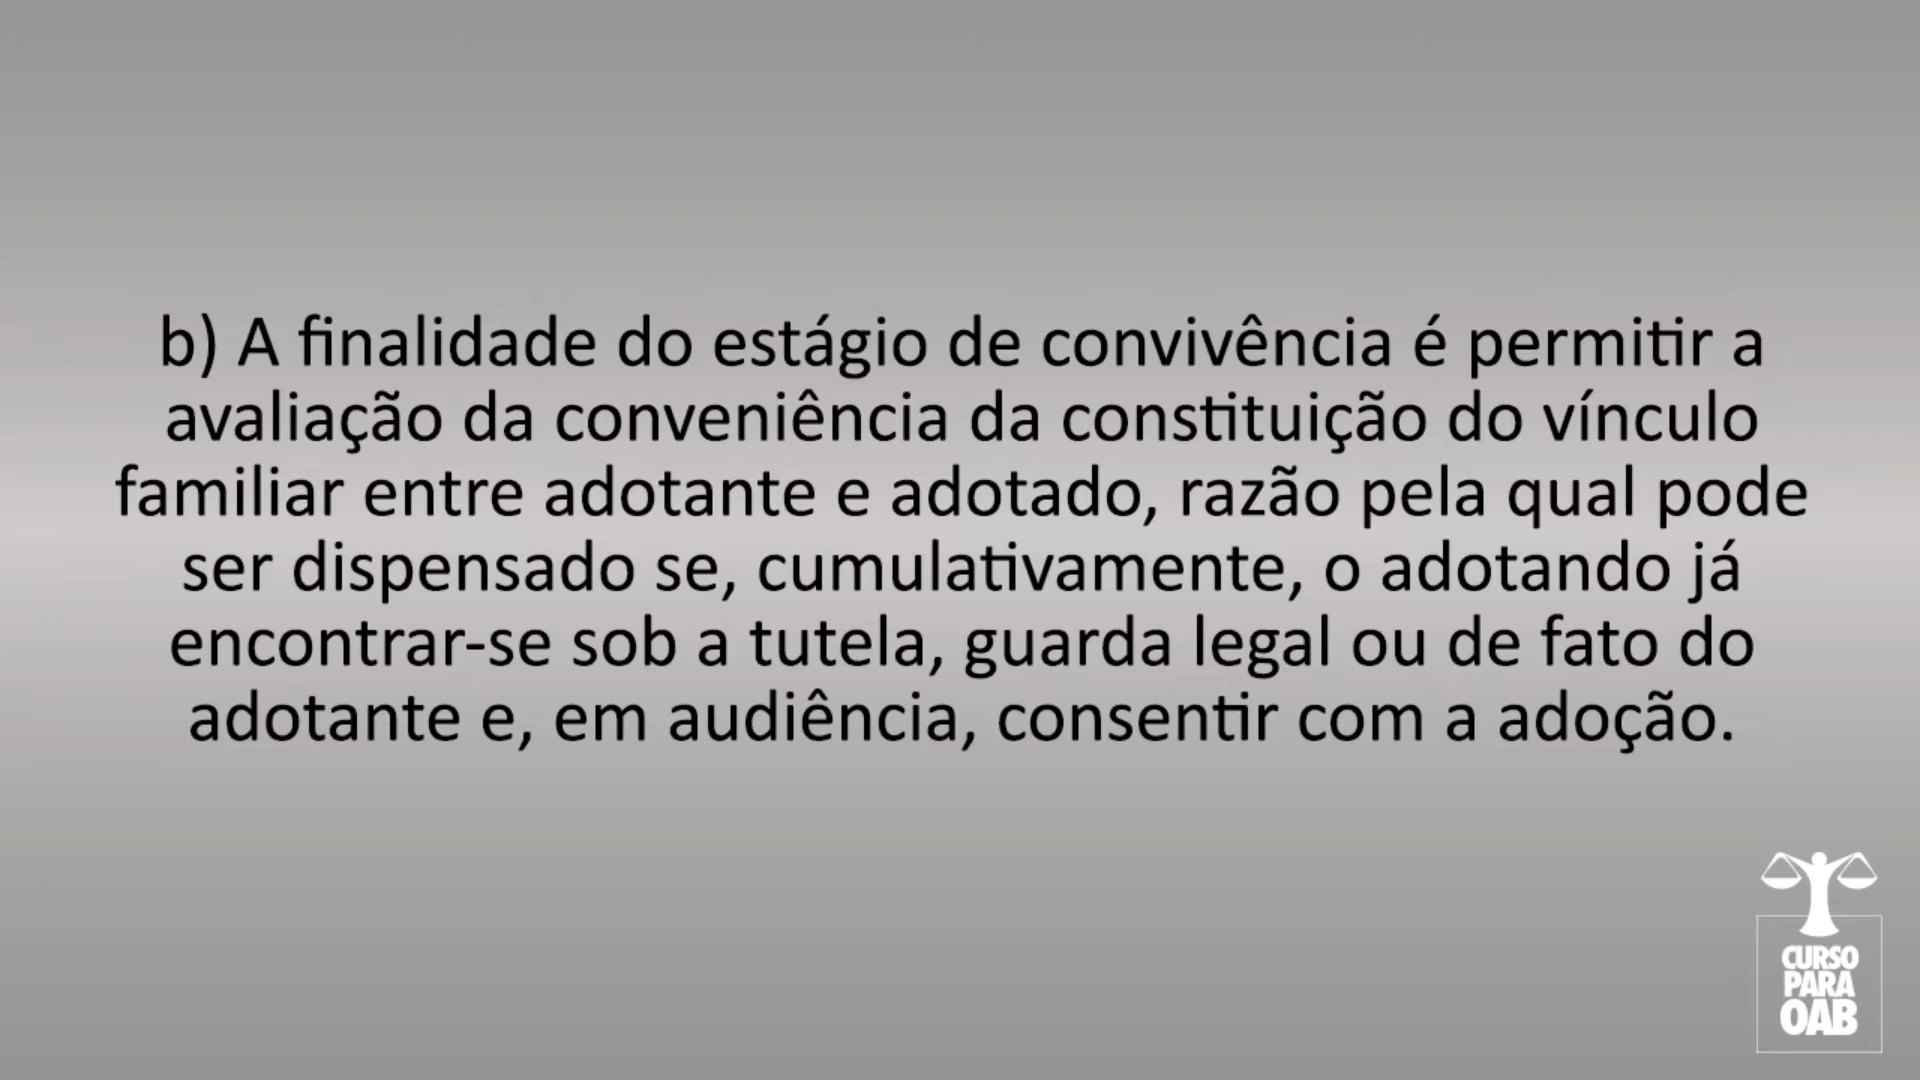 b) A finalidade do estágio de convivência é permitir a
avaliação da conveniência da constituição do vínculo
familiar entre adotante e adotado, razão pela qual pode
ser dispensado se, cumulativamente, o adotando já
encontrar-se sob a tutela, guarda legal ou de fato do
adotante e, em audiência, consentir com a adoção.
CURSO
PARA
OAB